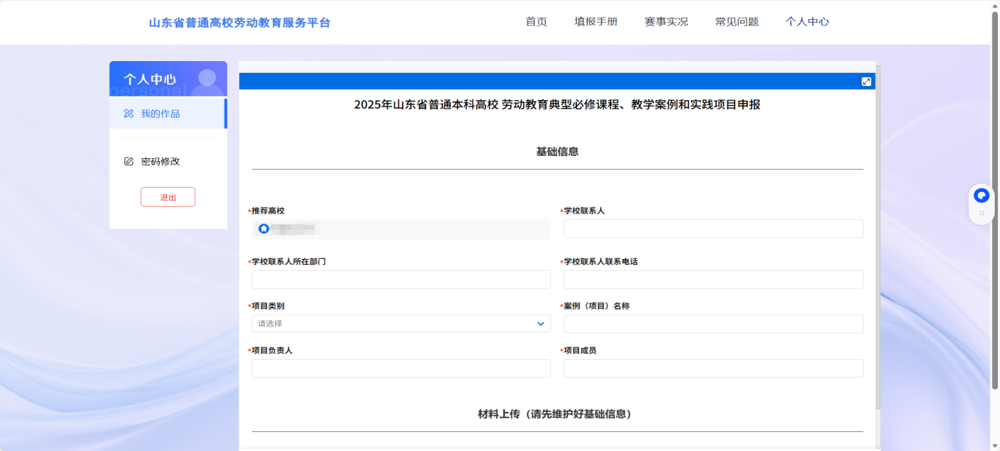 山东省普通高校劳动教育服务平台
首页 填报手册 赛事实况 常见问题 个人中心
个人中心
personal
我的作品
密码修改
退出
2025年山东省普通本科高校 劳动教育典型必修课程、教学案例和实践项目申报
基础信息
*推荐高校 *学校联系人
*学校联系人所在部门 *学校联系人联系电话
*项目类别 *案例（项目）名称
请选择
*项目负责人 *项目成员
材料上传（请先维护好基础信息）